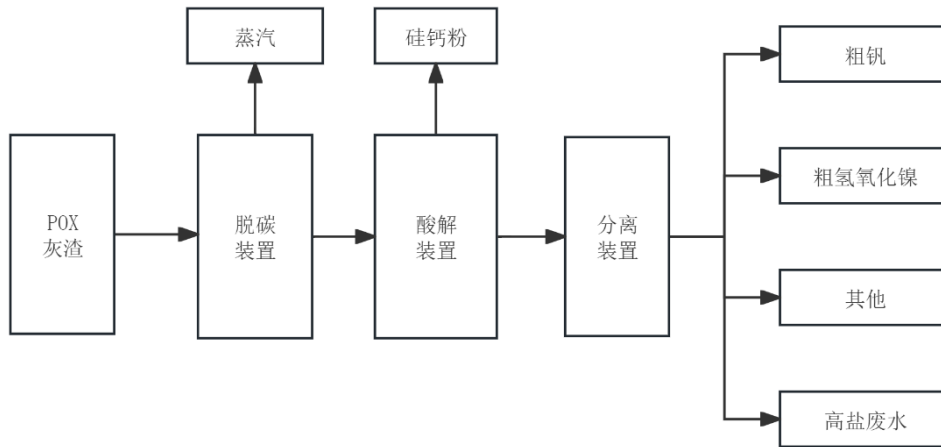 蒸汽
硅钙粉
粗钒
POX
灰渣
脱碳
装置
酸解
装置
分离
装置
粗氢氧化镍
其他
高盐废水